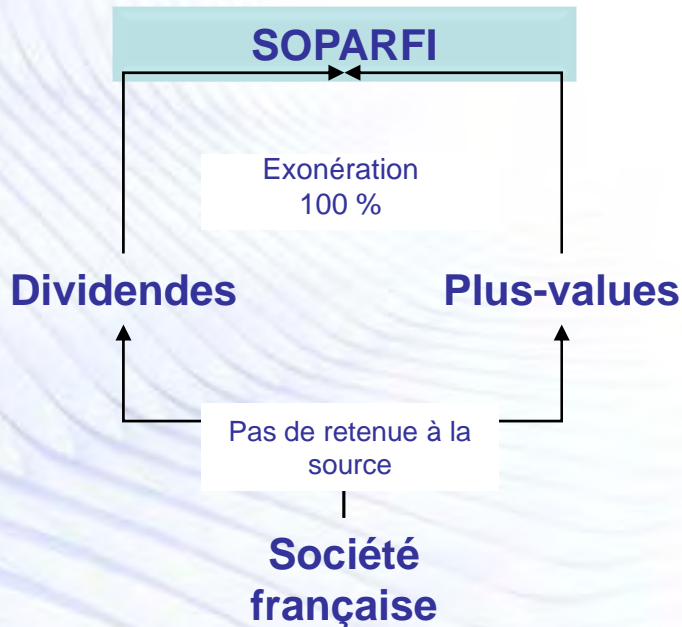 SOPARFI
Exonération
100 %
Dividendes
Plus-values
Pas de retenue à la
source
Société
française